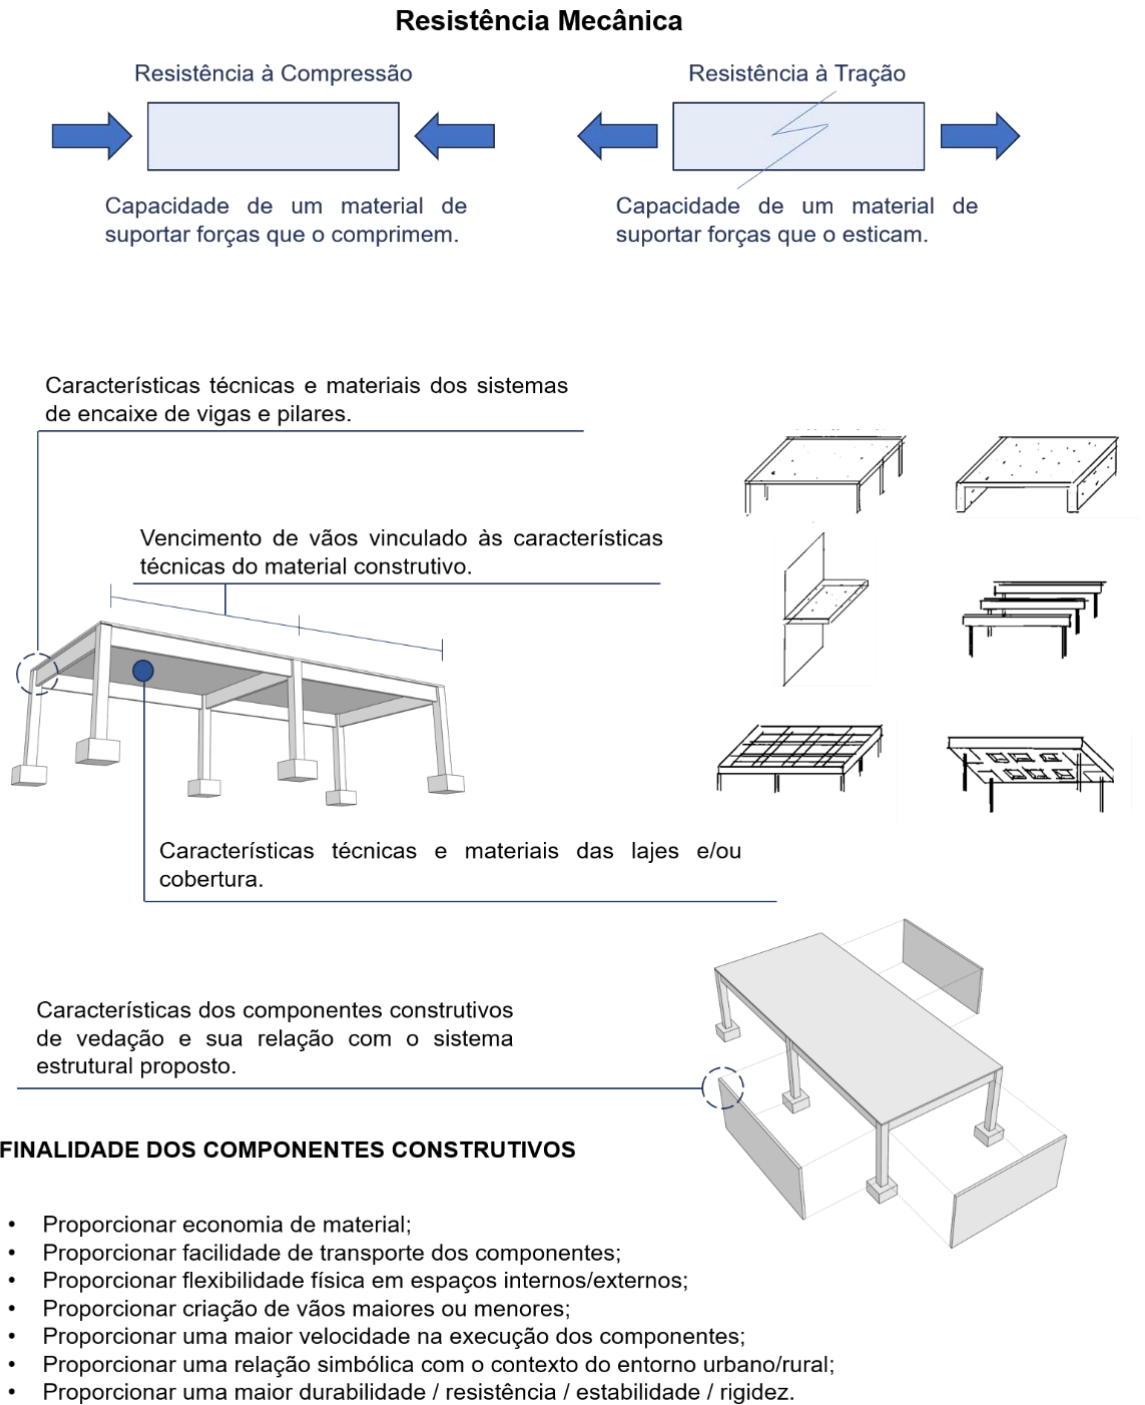 Resistência Mecânica
Resistência à Compressão
Resistência à Tração
Capacidade de um material de
suportar forças que o comprimem.
Capacidade de um material de
suportar forças que o esticam.
Características técnicas e materiais dos sistemas
de encaixe de vigas e pilares.
Vencimento de vãos vinculado às características
técnicas do material construtivo.
Características técnicas e materiais das lajes e/ou
cobertura.
Características dos componentes construtivos
de vedação e sua relação com o sistema
estrutural proposto.
FINALIDADE DOS COMPONENTES CONSTRUTIVOS
• Proporcionar economia de material;
• Proporcionar facilidade de transporte dos componentes;
• Proporcionar flexibilidade física em espaços internos/externos;
• Proporcionar criação de vãos maiores ou menores;
• Proporcionar uma maior velocidade na execução dos componentes;
• Proporcionar uma relação simbólica com o contexto do entorno urbano/rural;
• Proporcionar uma maior durabilidade / resistência / estabilidade / rigidez.